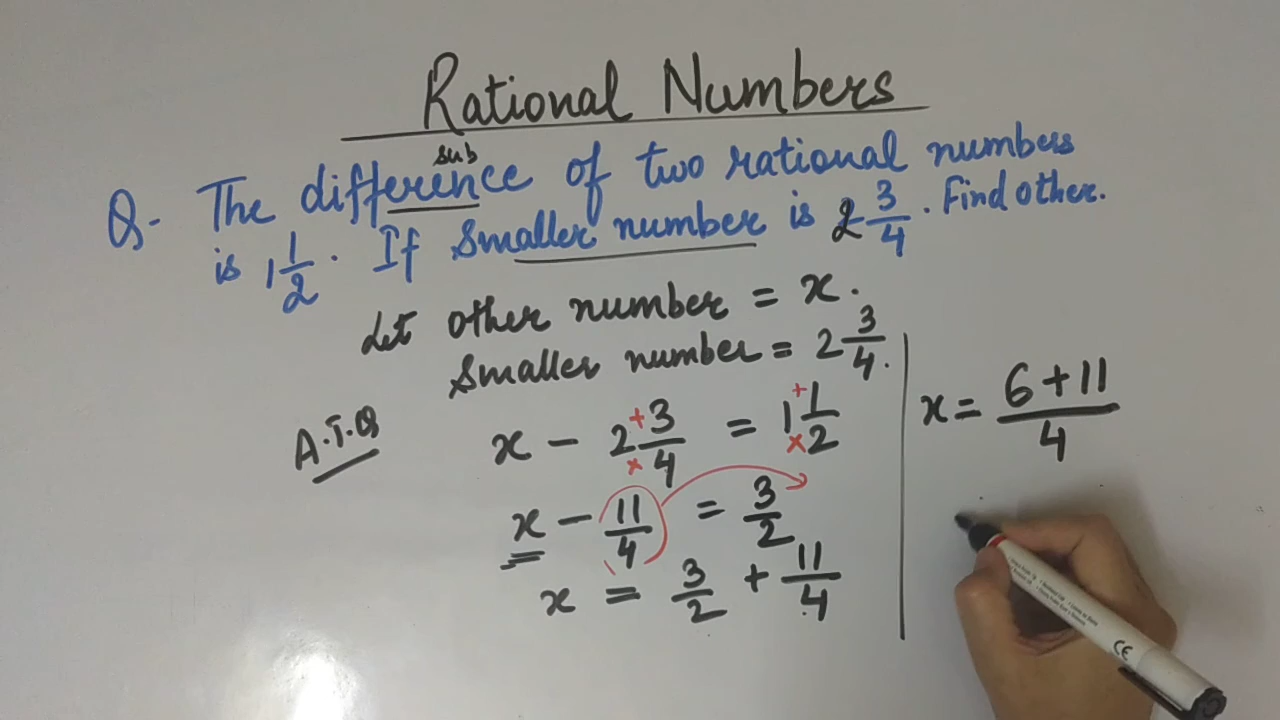 Rational Numbers
sub
Q- The difference of two rational numbers
is 1 1/2. If smaller number is 2 3/4. Find other.
Let other number = x.
Smaller number = 2 3/4.
A.T.Q
x - 2 + 3/× 4 = 1 + 1/× 2
x - 11/4 = 3/2
x = 3/2 + 11/4
x = 6+11/4
CE